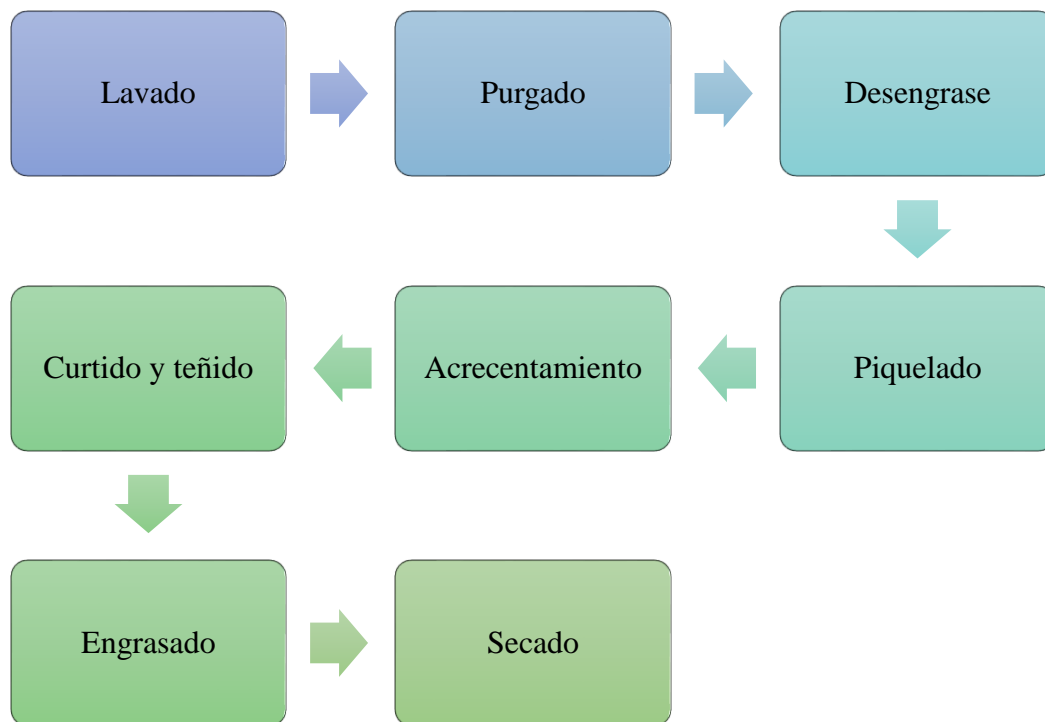 Lavado
Purgado
Desengrase
Piquelado
Acrecentamiento
Curtido y teñido
Engrasado
Secado